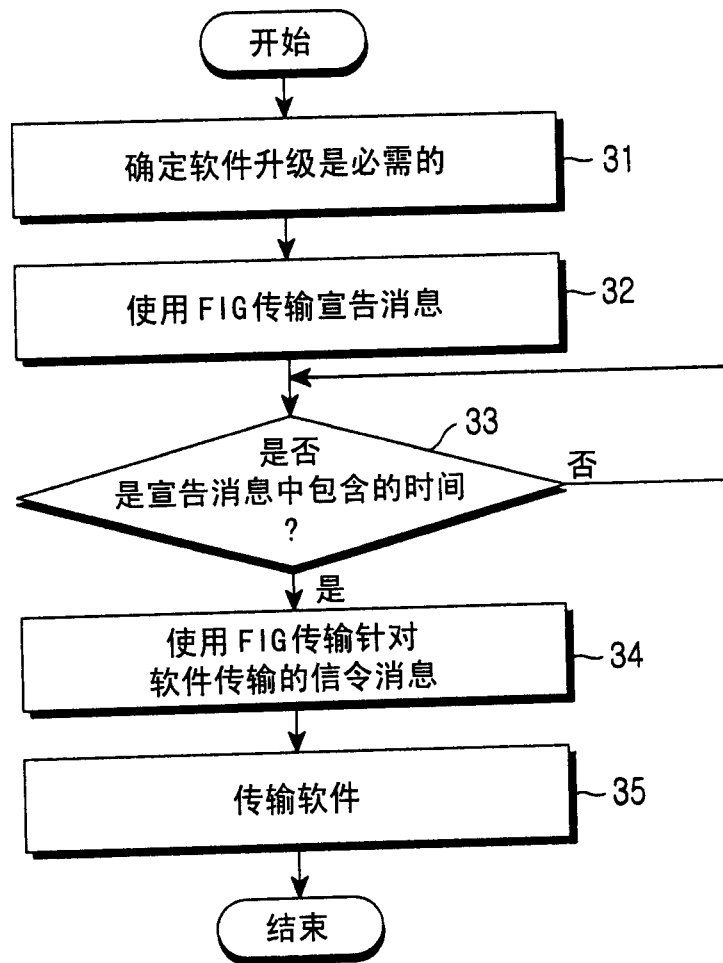 开始
确定软件升级是必需的
31
使用FIG传输宣告消息
32
33
是否
是宣告消息中包含的时间
?
否
是
使用FIG传输针对
软件传输的信令消息
34
传输软件
35
结束